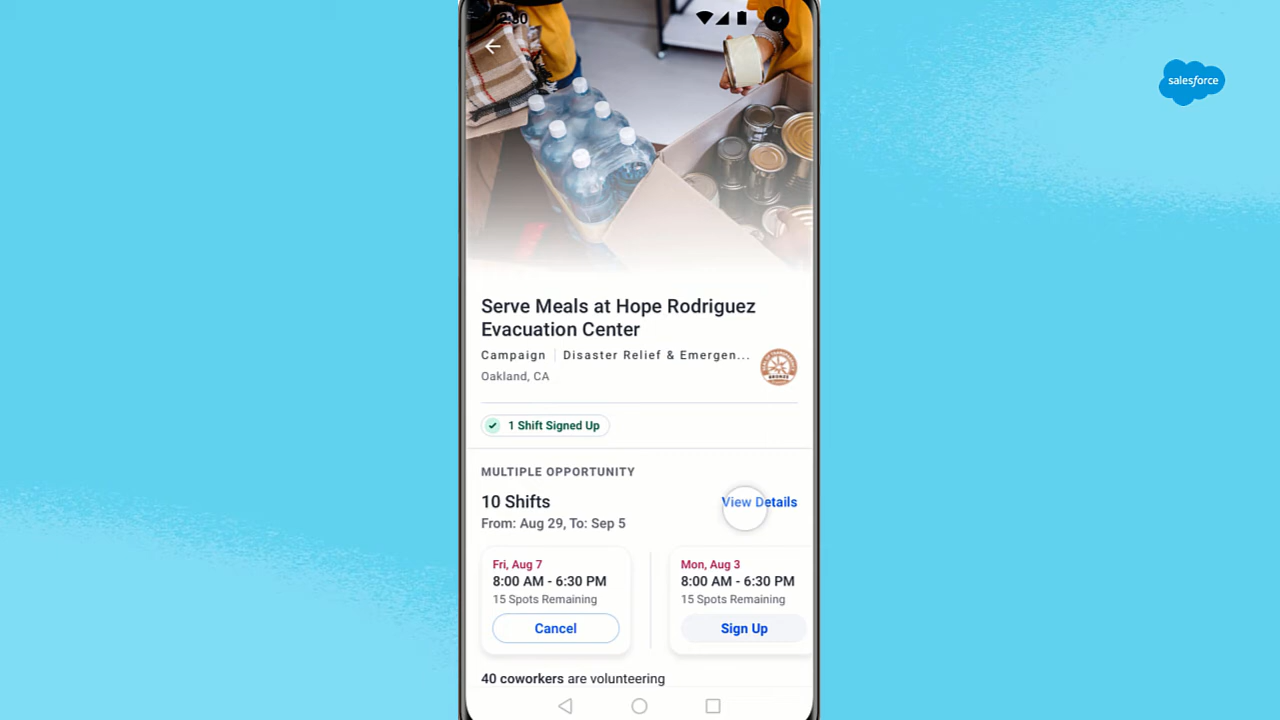 2:30
salesforce
Serve Meals at Hope Rodriguez
Evacuation Center
Campaign Disaster Relief & Emergen...
Oakland, CA
BRONZE
1 Shift Signed Up
MULTIPLE OPPORTUNITY
10 Shifts
View Details
From: Aug 29, To: Sep 5
Fri, Aug 7
8:00 AM - 6:30 PM
15 Spots Remaining
Cancel
Mon, Aug 3
8:00 AM - 6:30 PM
15 Spots Remaining
Sign Up
40 coworkers are volunteering